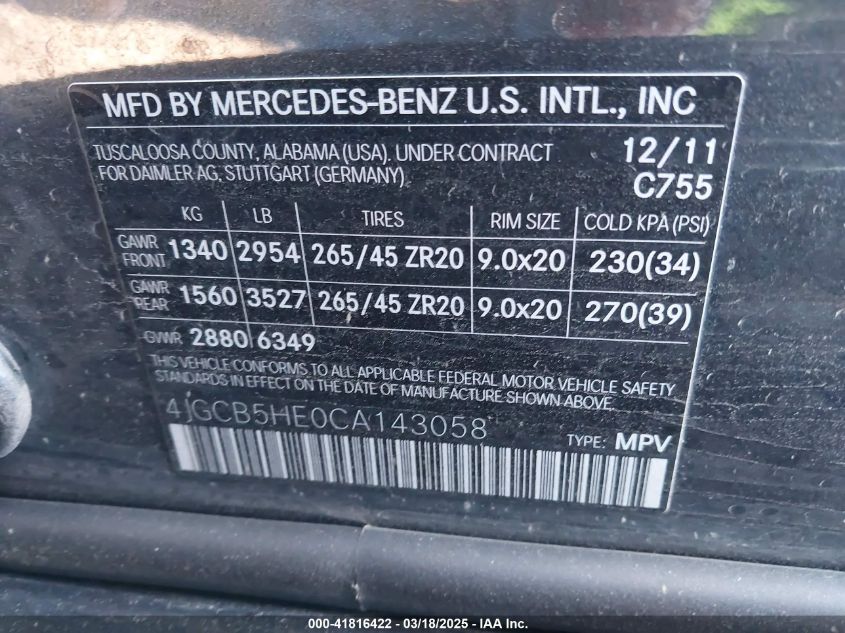 MFD BY MERCEDES-BENZ U.S. INTL., INC
TUSCALOOSA COUNTY, ALABAMA (USA). UNDER CONTRACT 12/11
FOR DAIMLER AG, STUTTGART (GERMANY) C755
KG LB TIRES RIM SIZE COLD KPA (PSI)
GAWR FRONT 1340 2954 265/45 ZR20 9.0x20 230(34)
GAWR REAR 1560 3527 265/45 ZR20 9.0x20 270(39)
GVWR 2880 6349
THIS VEHICLE CONFORMS TO ALL APPLICABLE FEDERAL MOTOR VEHICLE SAFETY
STANDARDS IN EFFECT ON THE DATE OF MANUFACTURE SHOWN ABOVE.
4JGCB5HE0CA143058
TYPE: MPV
000-41816422 - 03/18/2025 - IAA Inc.